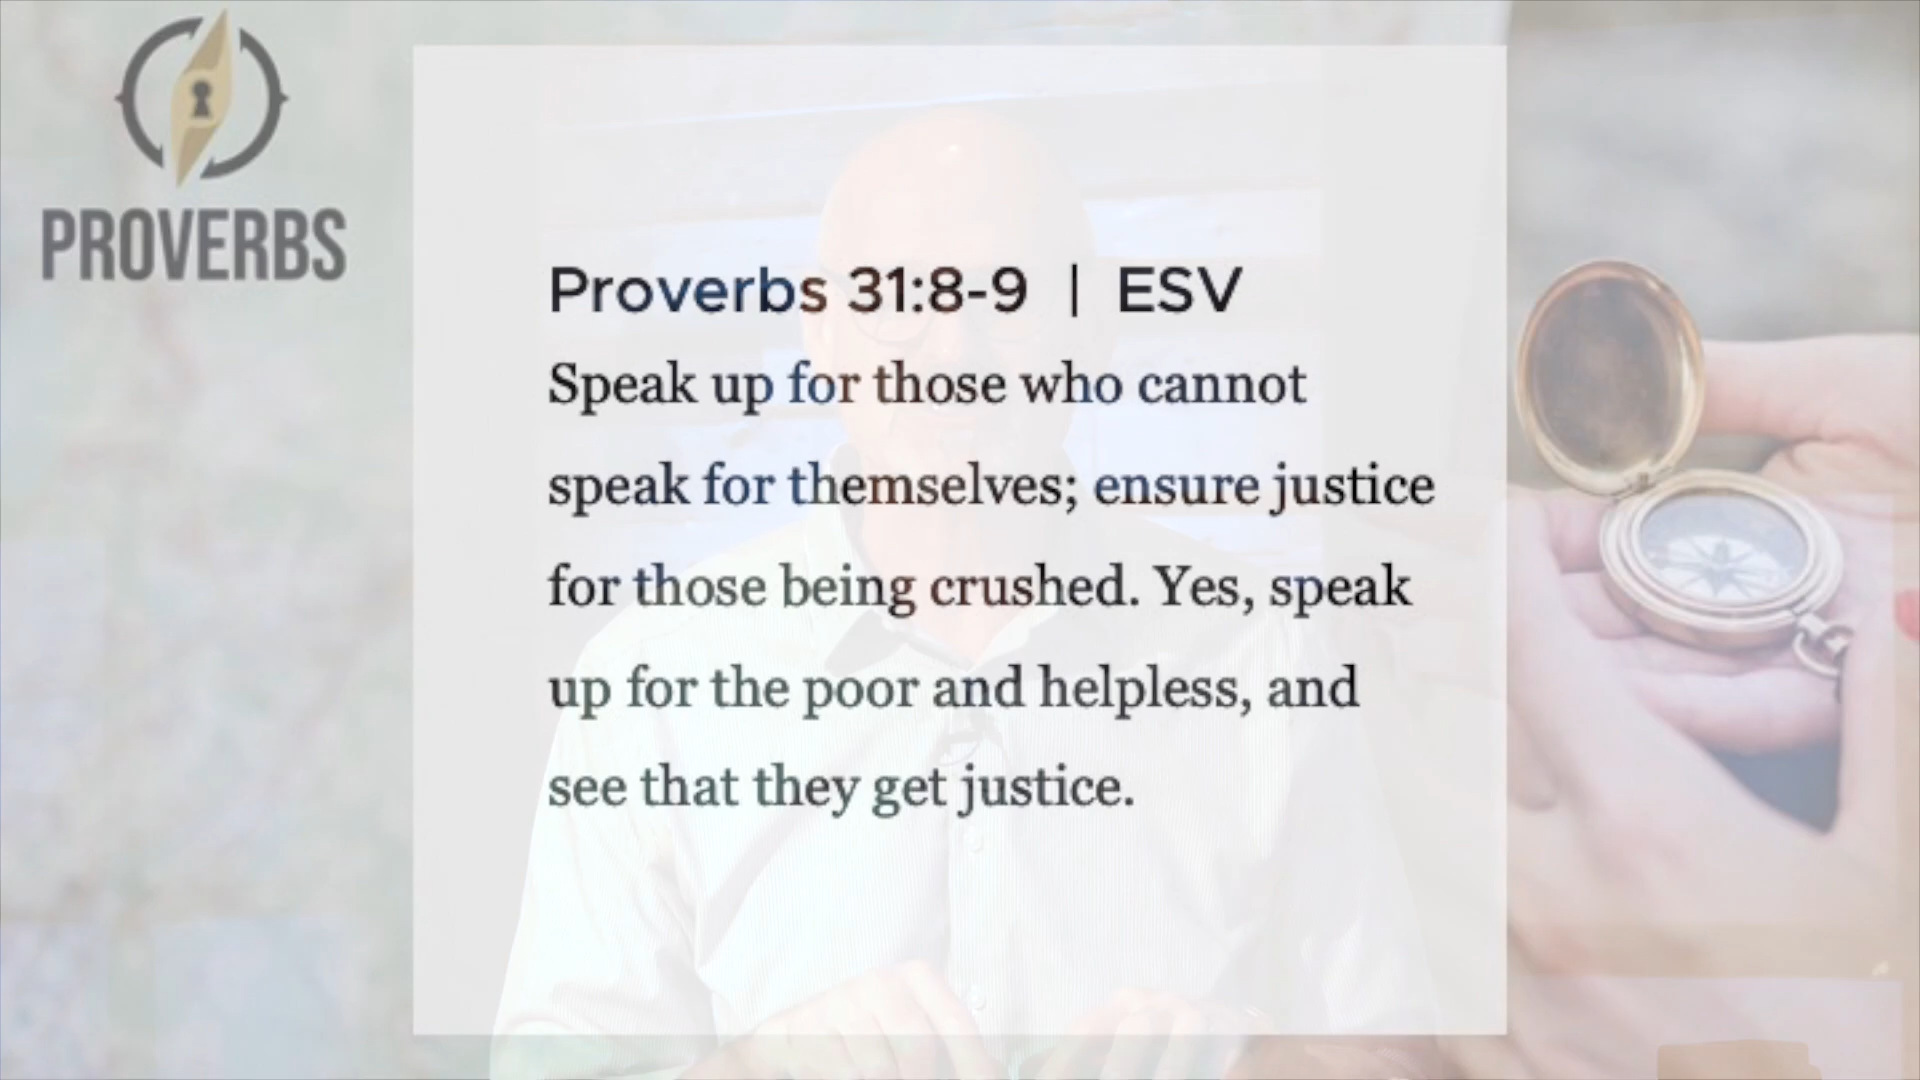 PROVERBS
Proverbs 31:8-9 | ESV
Speak up for those who cannot
speak for themselves; ensure justice
for those being crushed. Yes, speak
up for the poor and helpless, and
see that they get justice.